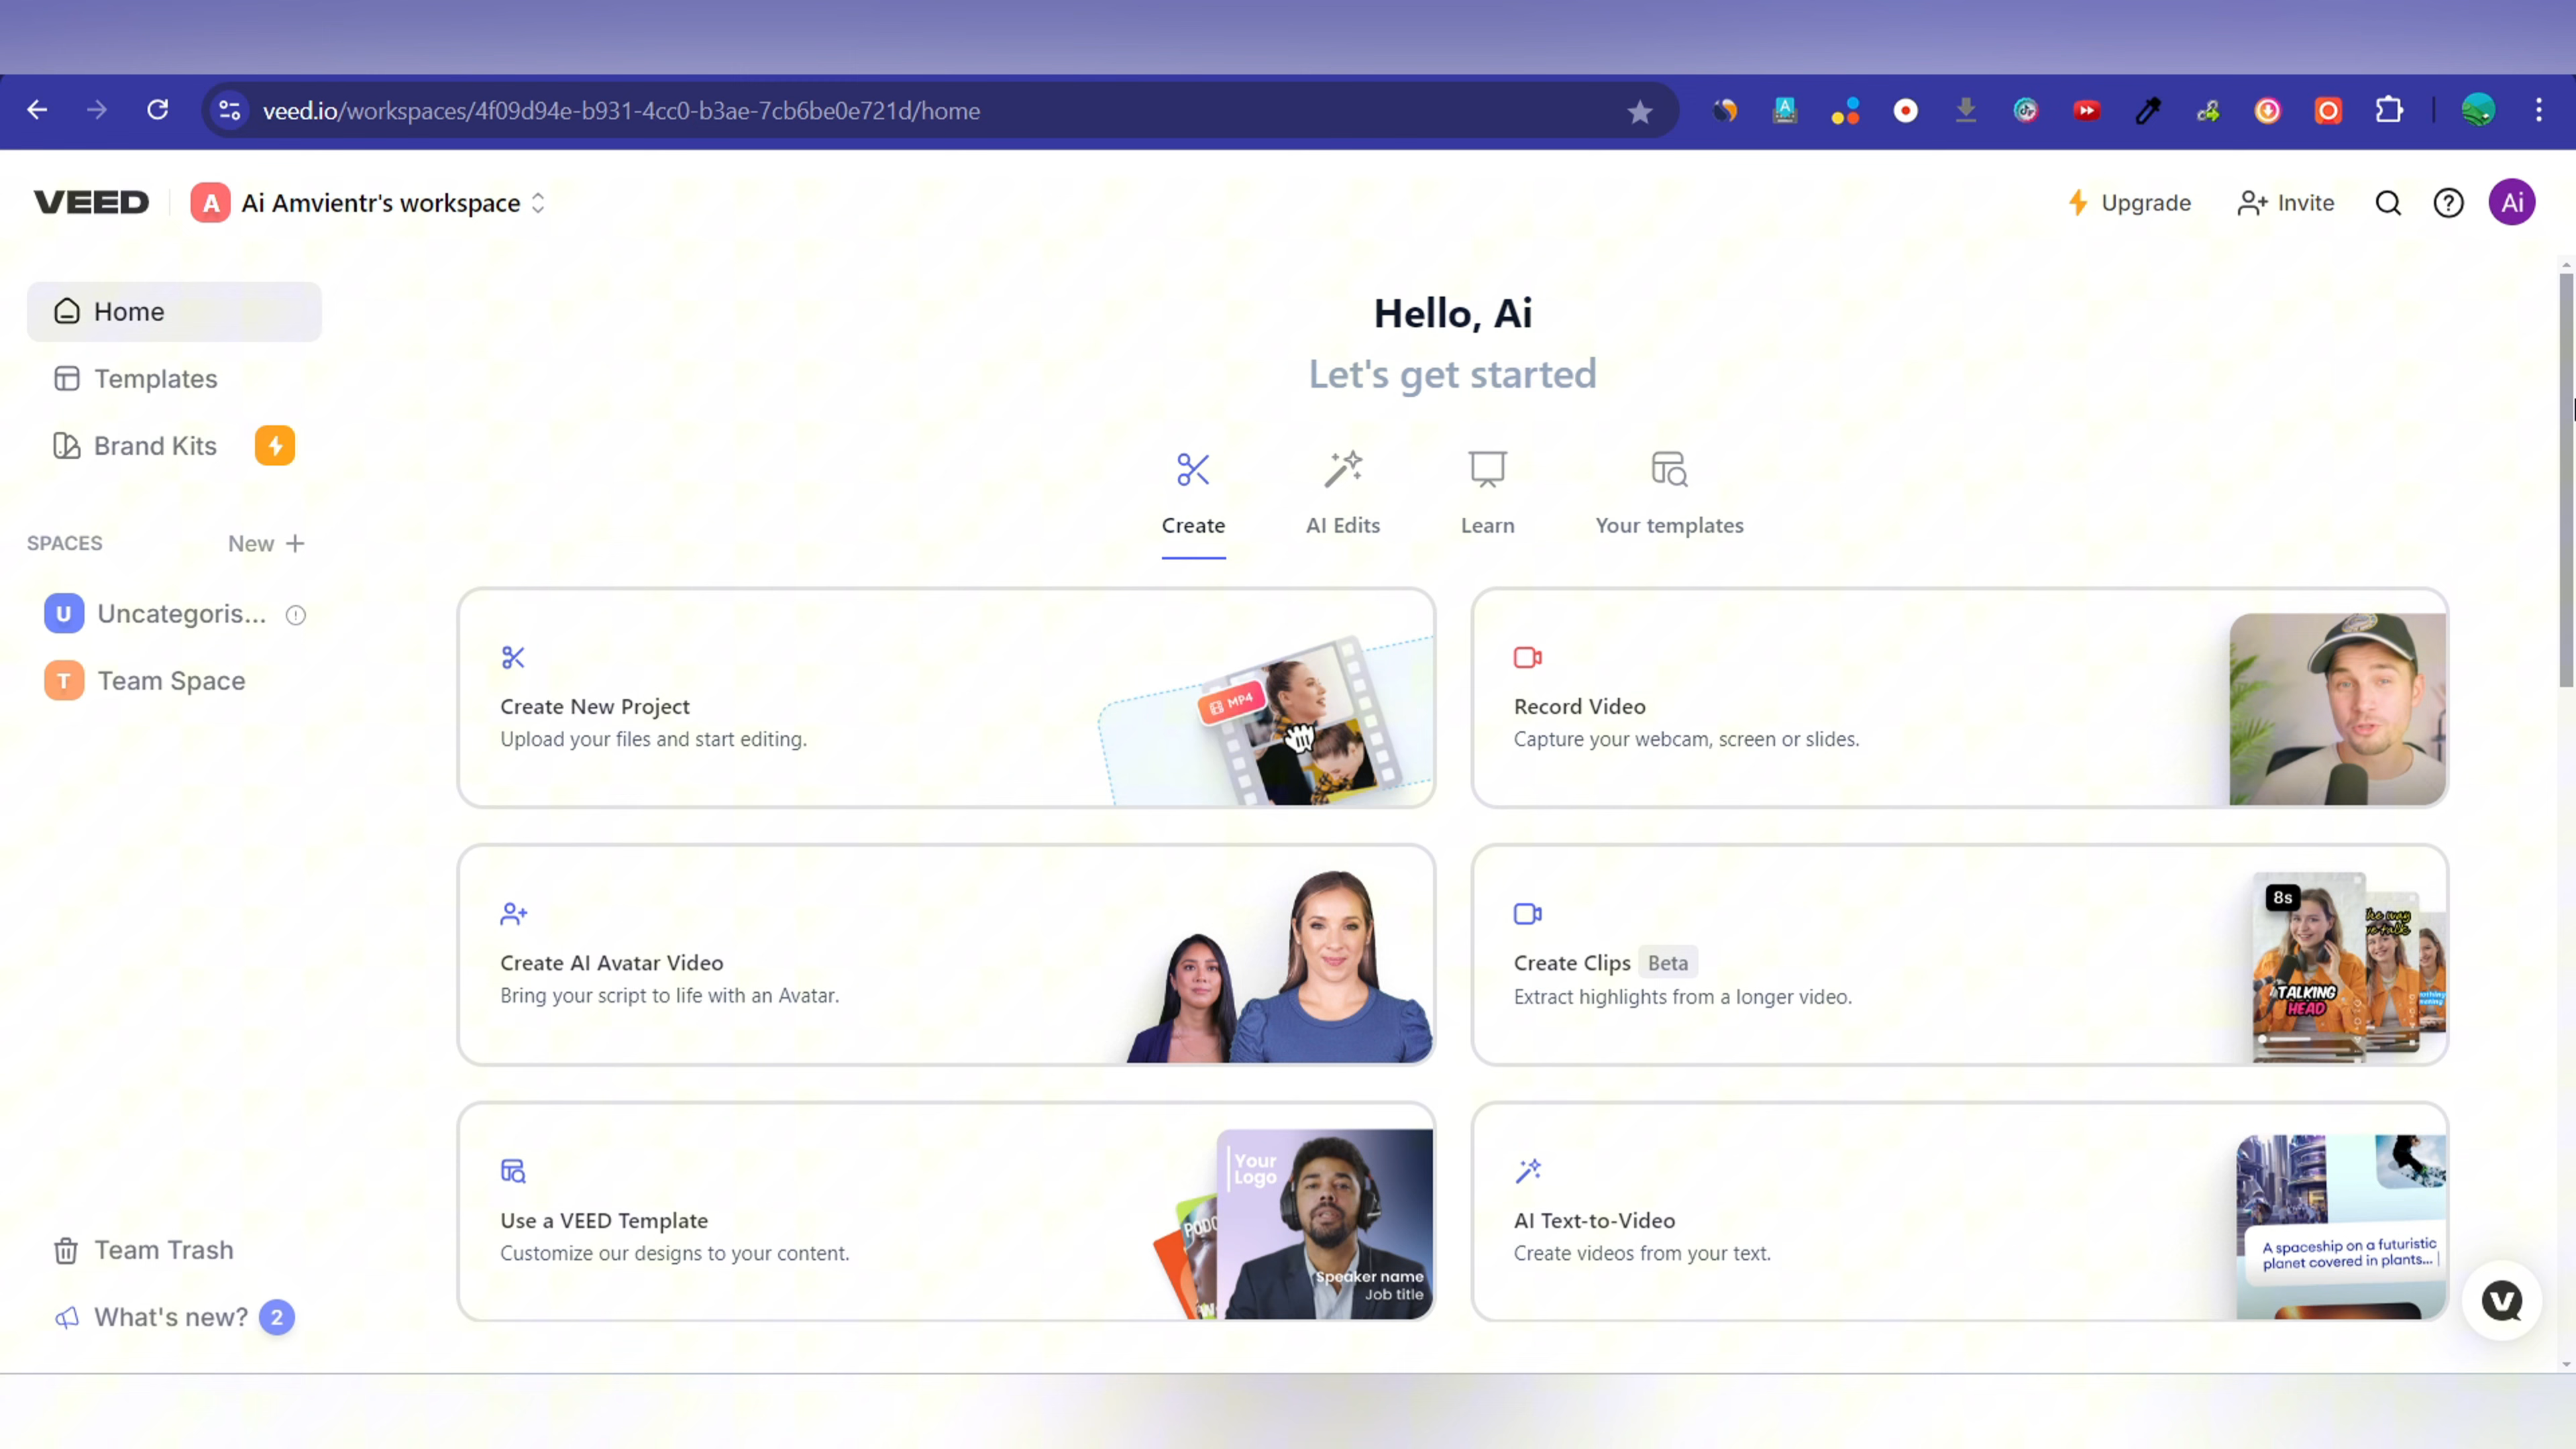 veed.io/workspaces/4f09d94e-b931-4cc0-b3ae-7cb6be0e721d/home
VEED
A Ai Amvientr's workspace
Upgrade
Invite
Ai
Home
Templates
Brand Kits
SPACES
New +
U Uncategoris...
T Team Space
Team Trash
What's new? 2
Hello, Ai
Let's get started
Create
AI Edits
Learn
Your templates
Create New Project
Upload your files and start editing.
MP4
Record Video
Capture your webcam, screen or slides.
Create AI Avatar Video
Bring your script to life with an Avatar.
Create Clips Beta
Extract highlights from a longer video.
8s
TALKING
HEAD
Use a VEED Template
Customize our designs to your content.
Your
Logo
Speaker name
Job title
AI Text-to-Video
Create videos from your text.
A spaceship on a futuristic
planet covered in plants...